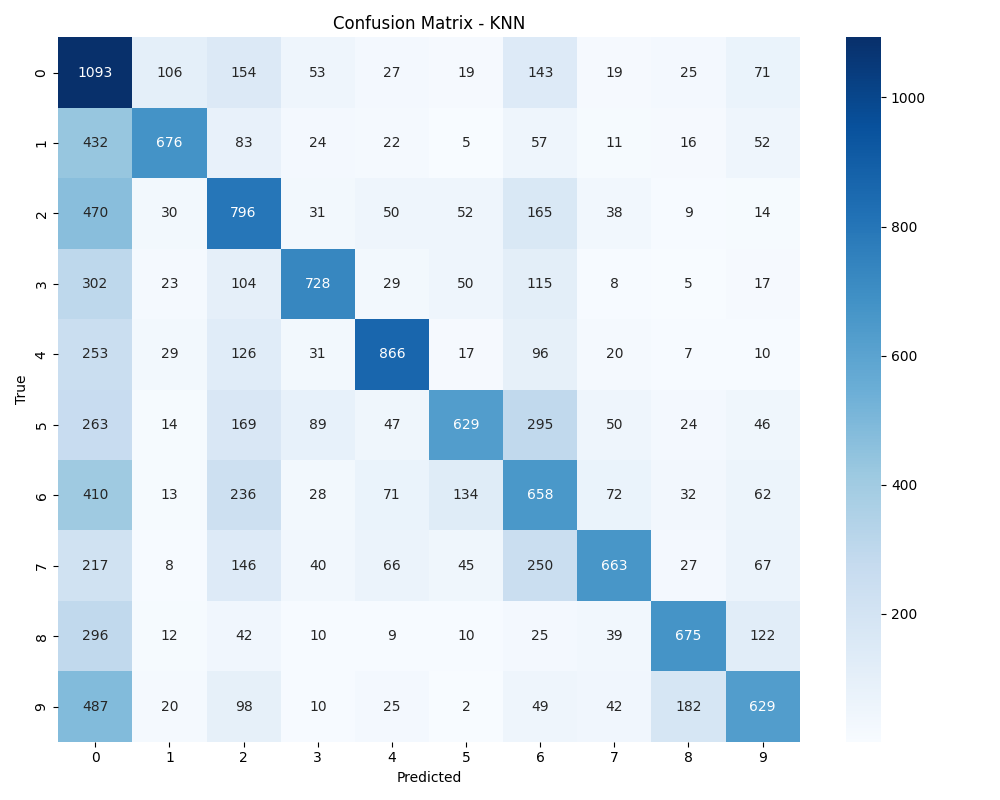 Confusion Matrix - KNN
0 1093 106 154 53 27 19 143 19 25 71
1 432 676 83 24 22 5 57 11 16 52
2 470 30 796 31 50 52 165 38 9 14
3 302 23 104 728 29 50 115 8 5 17
4 253 29 126 31 866 17 96 20 7 10
5 263 14 169 89 47 629 295 50 24 46
6 410 13 236 28 71 134 658 72 32 62
7 217 8 146 40 66 45 250 663 27 67
8 296 12 42 10 9 10 25 39 675 122
9 487 20 98 10 25 2 49 42 182 629
0 1 2 3 4 5 6 7 8 9
Predicted
True
1000
800
600
400
200